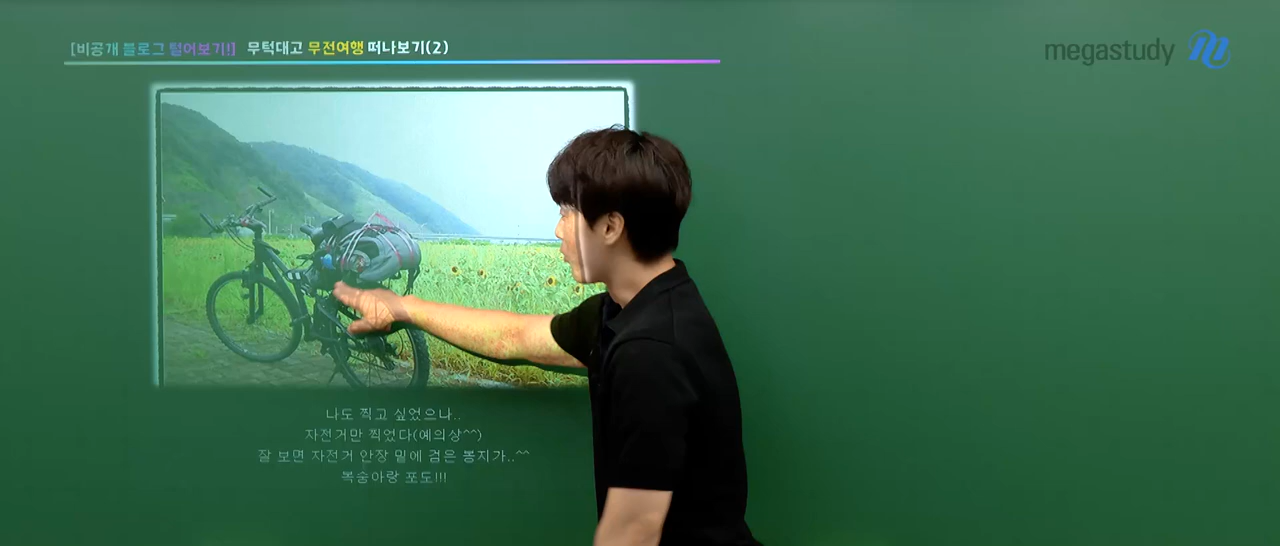 [비공개 블로그 털어보기!] 무턱대고 무전여행 떠나보기(2)
megastudy
나도 찍고 싶었으나..
자전거만 찍었다(예의상^^)
잘 보면 자전거 안장 밑에 검은 봉지가..^^
복숭아랑 포도!!!